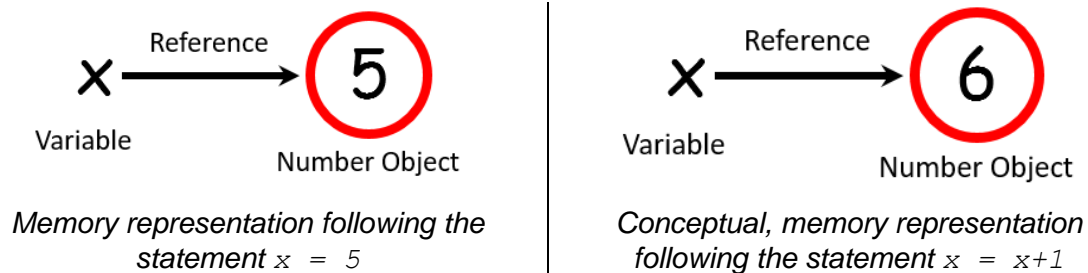 Reference
x
5
Variable
Number Object
Memory representation following the
statement x = 5
Reference
x
6
Variable
Number Object
Conceptual, memory representation
following the statement x = x+1